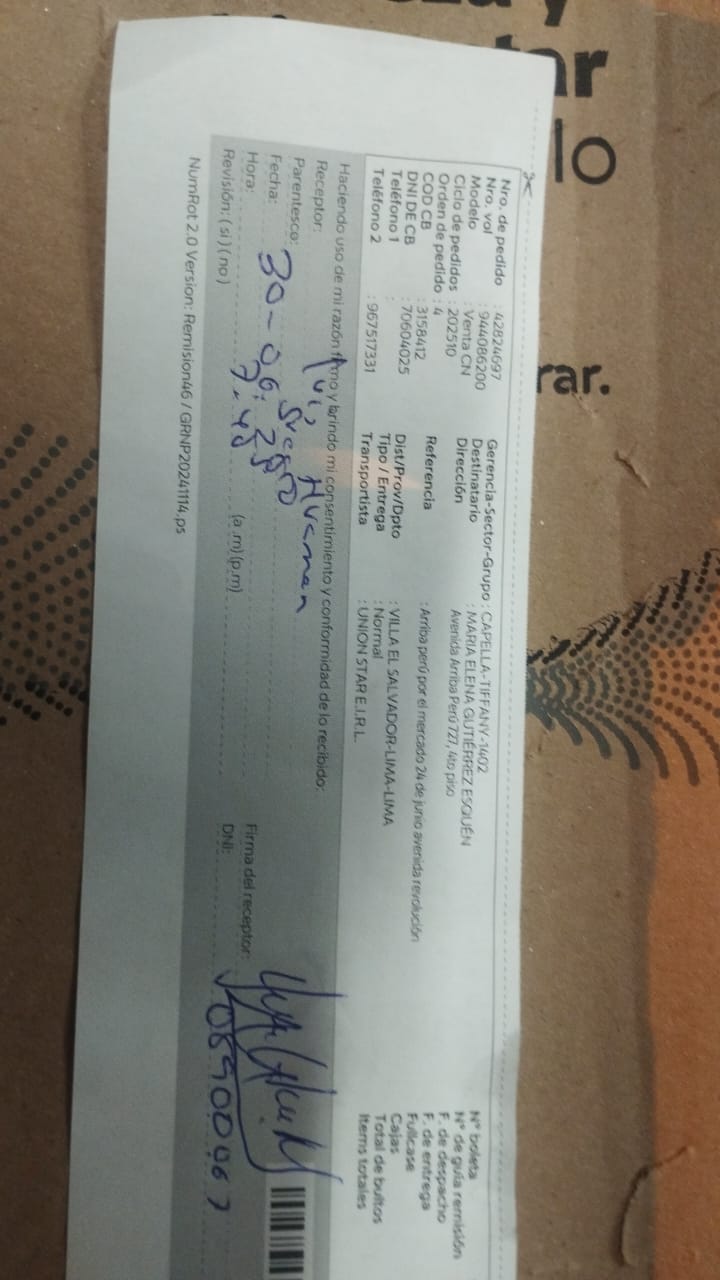 ar
lo
rar.
Nro. de pedido : 42824697
Nro. vol : 944086200
Modelo : Venta CN
Ciclo de pedidos : 202510
Orden de pedido : 4
COD CB : 3158412
DNI DE CB : 70604025
Teléfono 1 :
Teléfono 2 : 967517331
Gerencia-Sector-Grupo : CAPELLA-TIFFANY-1402
Destinatario : MARIA ELENA GUTIÉRREZ ESQUÉN
Dirección Avenida Arriba Perú 727, 4to piso
Referencia : Arriba perú por el mercado 24 de junio avenida revolución
Dist/Prov/Dpto : VILLA EL SALVADOR-LIMA-LIMA
Tipo / Entrega : Normal
Transportista : UNION STAR E.I.R.L.
N° boleta
N° de guía remisión
F. de despacho
F. de entrega
Fullcase
Cajas
Total de bultos
Items totales
Haciendo uso de mi razón firmo y brindo mi consentimiento y conformidad de lo recibido:
Receptor: Huaman
Parentesco: Suegro
Fecha: 30-06-
Hora: (a.m)(p.m)
Revisión: ( si ) ( no )
Firma del receptor:
DNI:
NumRot 2.0 Version: Remision46 / GRNP20241114.ps